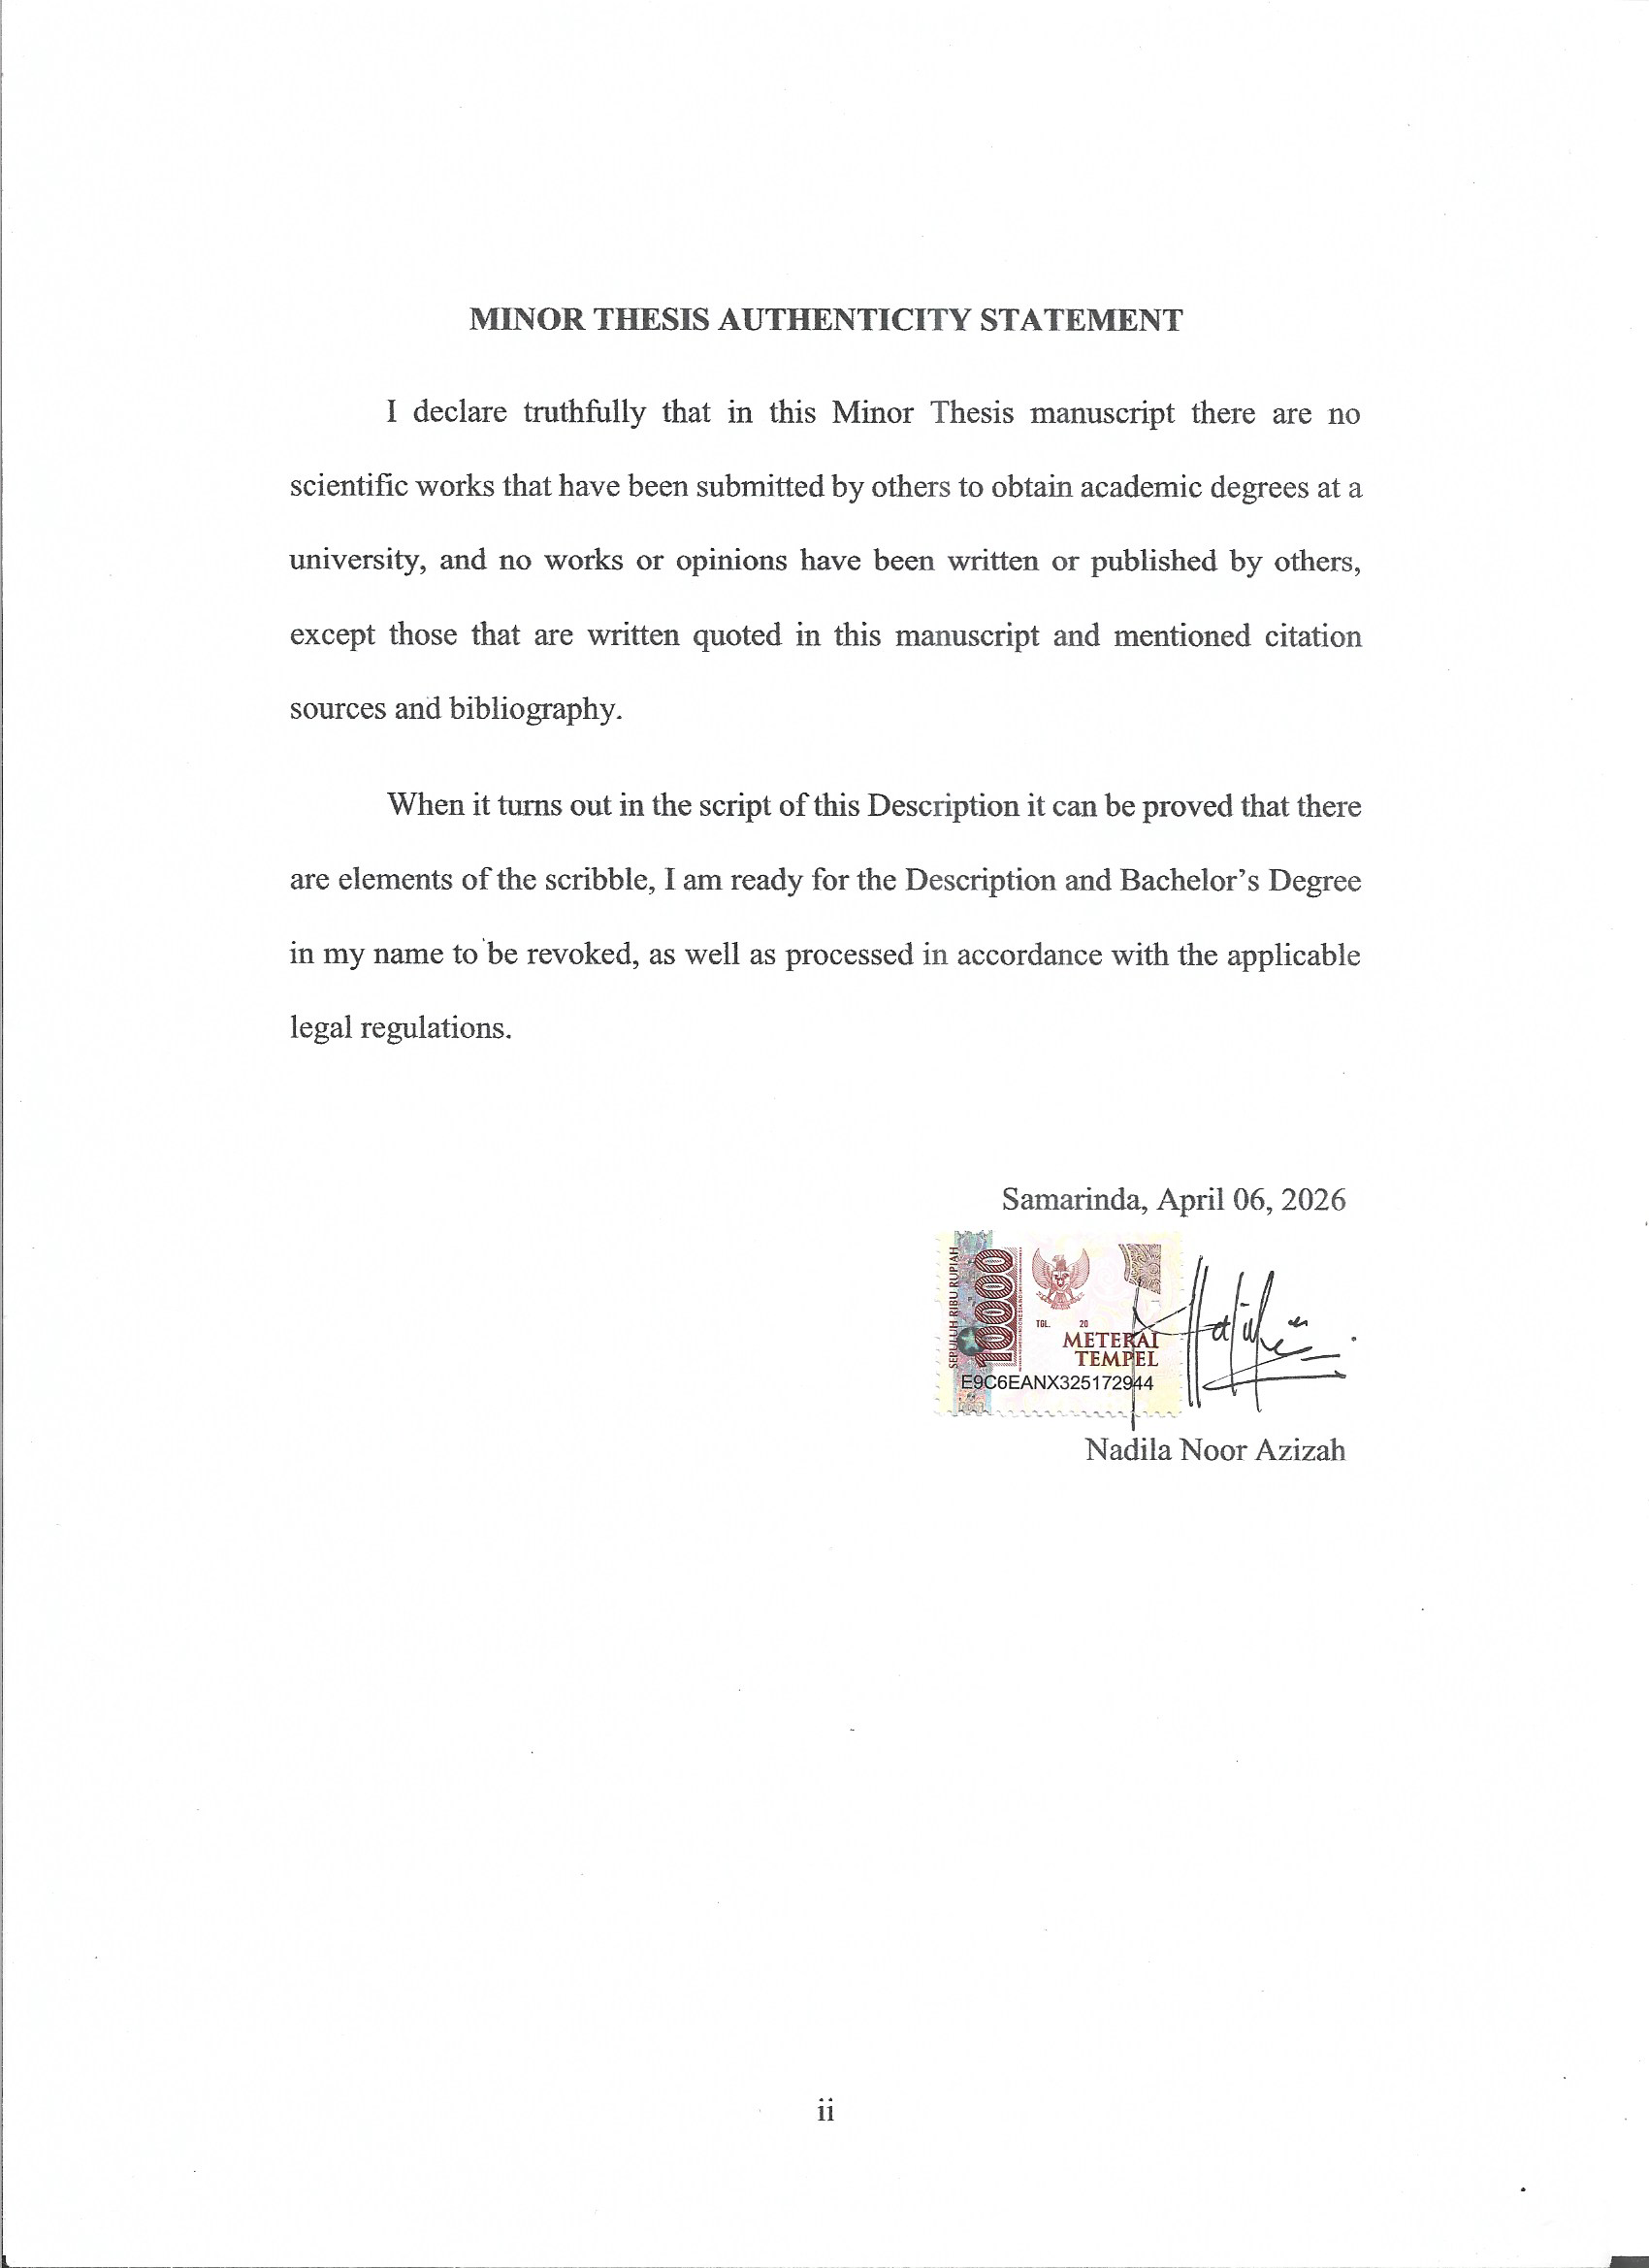 MINOR THESIS AUTHENTICITY STATEMENT
I declare truthfully that in this Minor Thesis manuscript there are no
scientific works that have been submitted by others to obtain academic degrees at a
university, and no works or opinions have been written or published by others,
except those that are written quoted in this manuscript and mentioned citation
sources and bibliography.
When it turns out in the script of this Description it can be proved that there
are elements of the scribble, I am ready for the Description and Bachelor’s Degree
in my name to be revoked, as well as processed in accordance with the applicable
legal regulations.
Samarinda, April 06, 2026
SEPULUH RIBU RUPIAH
10000
TGL. 20
METERAI
TEMPEL
E9C6EANX325172944
Nadila Noor Azizah
ii